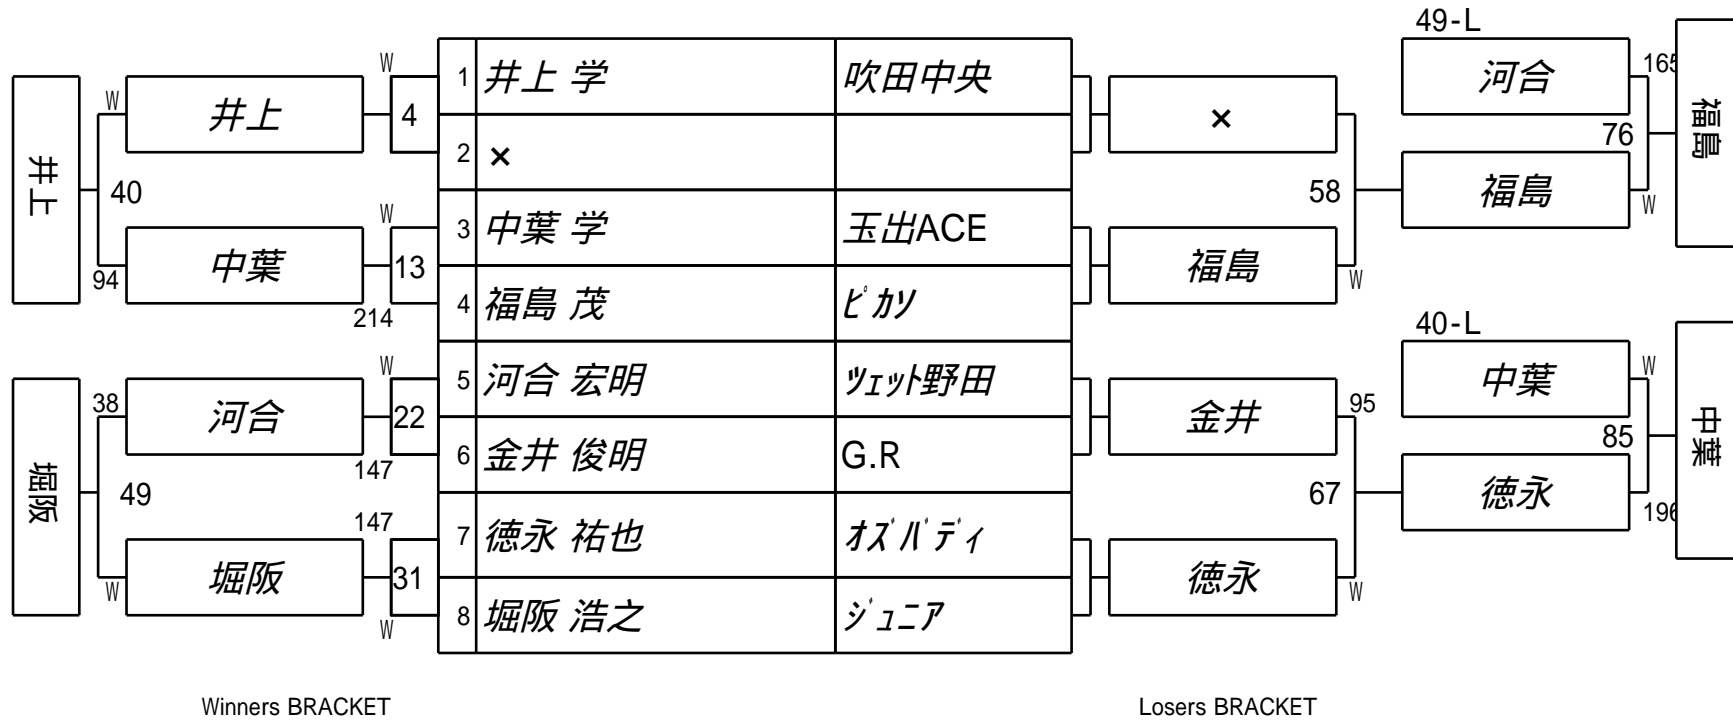 49-L
W 1 井上 学 吹田中央 河合 165
W 井上 4 × 福島
2 × 76
井上 40 58 福島 W
W 3 中葉 学 玉出ACE
94 中葉 13 福島 W
214 4 福島 茂 ピカソ
40-L
W 5 河合 宏明 ツェット野田 中葉 W
38 河合 22 金井 95 中葉
147 6 金井 俊明 G.R 85
堀阪 49 67 徳永 196
147 7 徳永 祐也 オズバディ
W 堀阪 31 徳永 W
W 8 堀阪 浩之 ジュニア
Winners BRACKET Losers BRACKET